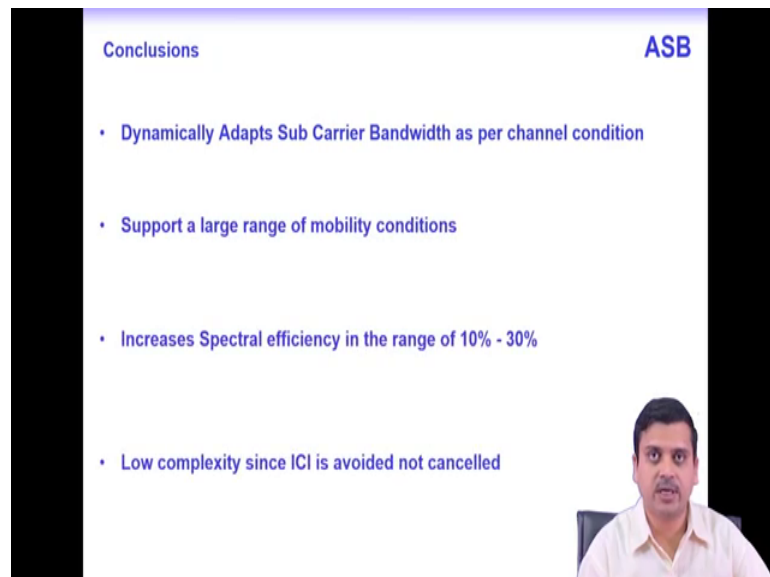 Conclusions
ASB
• Dynamically Adapts Sub Carrier Bandwidth as per channel condition
• Support a large range of mobility conditions
• Increases Spectral efficiency in the range of 10% - 30%
• Low complexity since ICI is avoided not cancelled